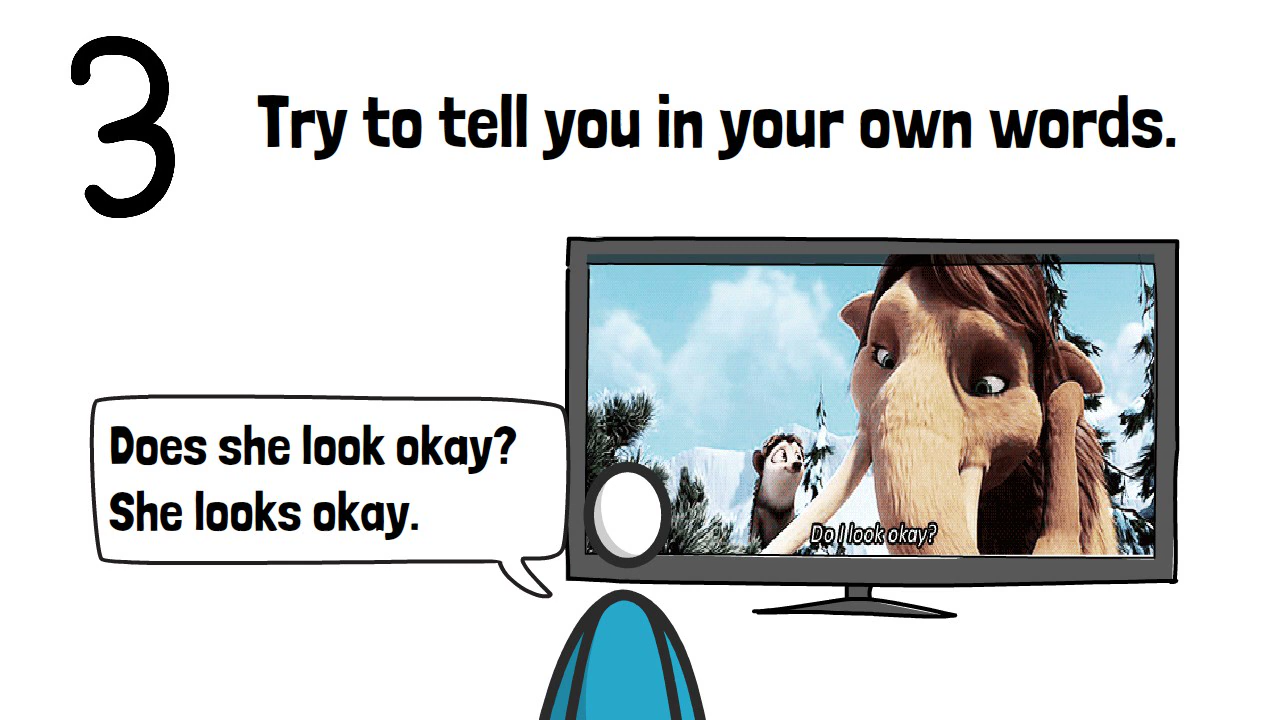 3
Try to tell you in your own words.
Does she look okay?
She looks okay.
Do I look okay?